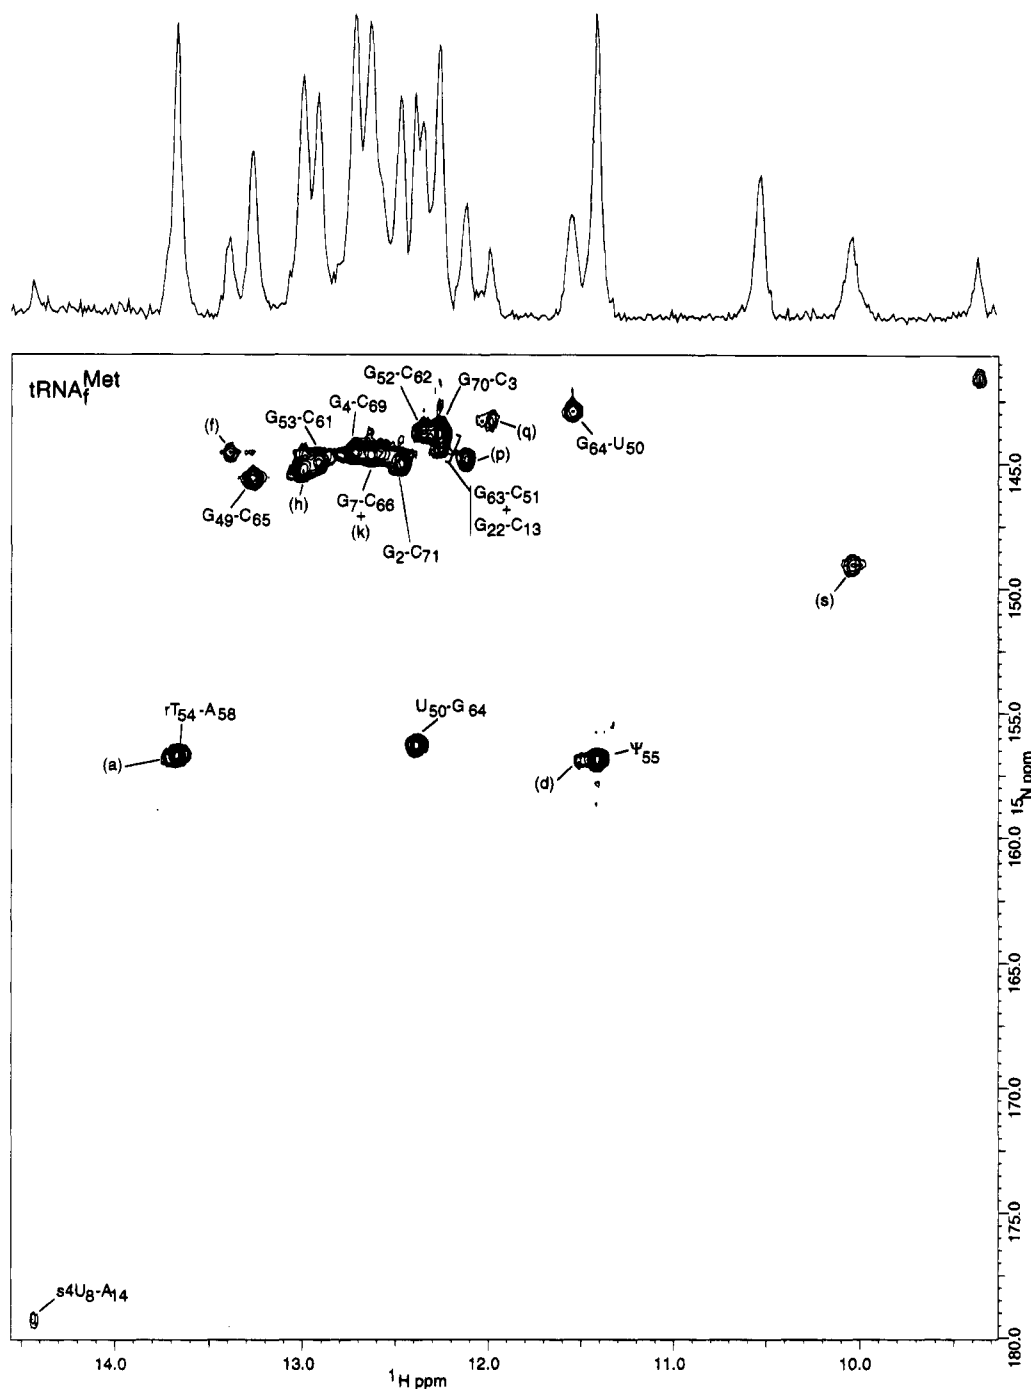 tRNAfMet
G52-C62
G70-C3
G4-C69
(f)
G53-C61
(q)
G64-U50
(p)
G49-C65
(h)
G7-C66
+
(k)
G63-C51
+
G22-C13
G2-C71
(s)
rT54-A58
U50-G64
(a)
(d)
Ψ55
s4U8-A14
145.0
150.0
155.0
160.0
165.0
170.0
175.0
180.0
15N ppm
14.0 13.0 12.0 11.0 10.0
1H ppm